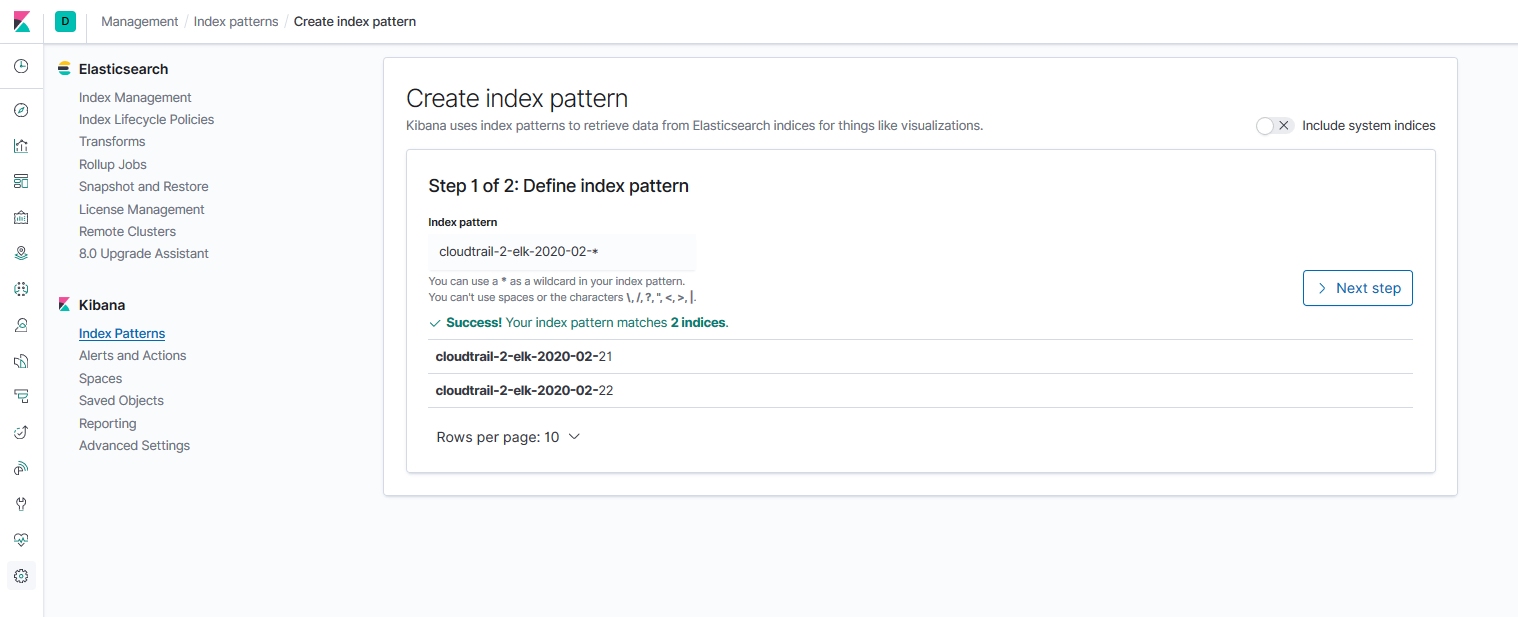 D
Management / Index patterns / Create index pattern
Elasticsearch
Index Management
Index Lifecycle Policies
Transforms
Rollup Jobs
Snapshot and Restore
License Management
Remote Clusters
8.0 Upgrade Assistant
Kibana
Index Patterns
Alerts and Actions
Spaces
Saved Objects
Reporting
Advanced Settings
Create index pattern
Kibana uses index patterns to retrieve data from Elasticsearch indices for things like visualizations.
Include system indices
Step 1 of 2: Define index pattern
Index pattern
cloudtrail-2-elk-2020-02-*
You can use a * as a wildcard in your index pattern.
You can't use spaces or the characters \, /, ?, ", <, >, |.
Next step
Success! Your index pattern matches 2 indices.
cloudtrail-2-elk-2020-02-21
cloudtrail-2-elk-2020-02-22
Rows per page: 10